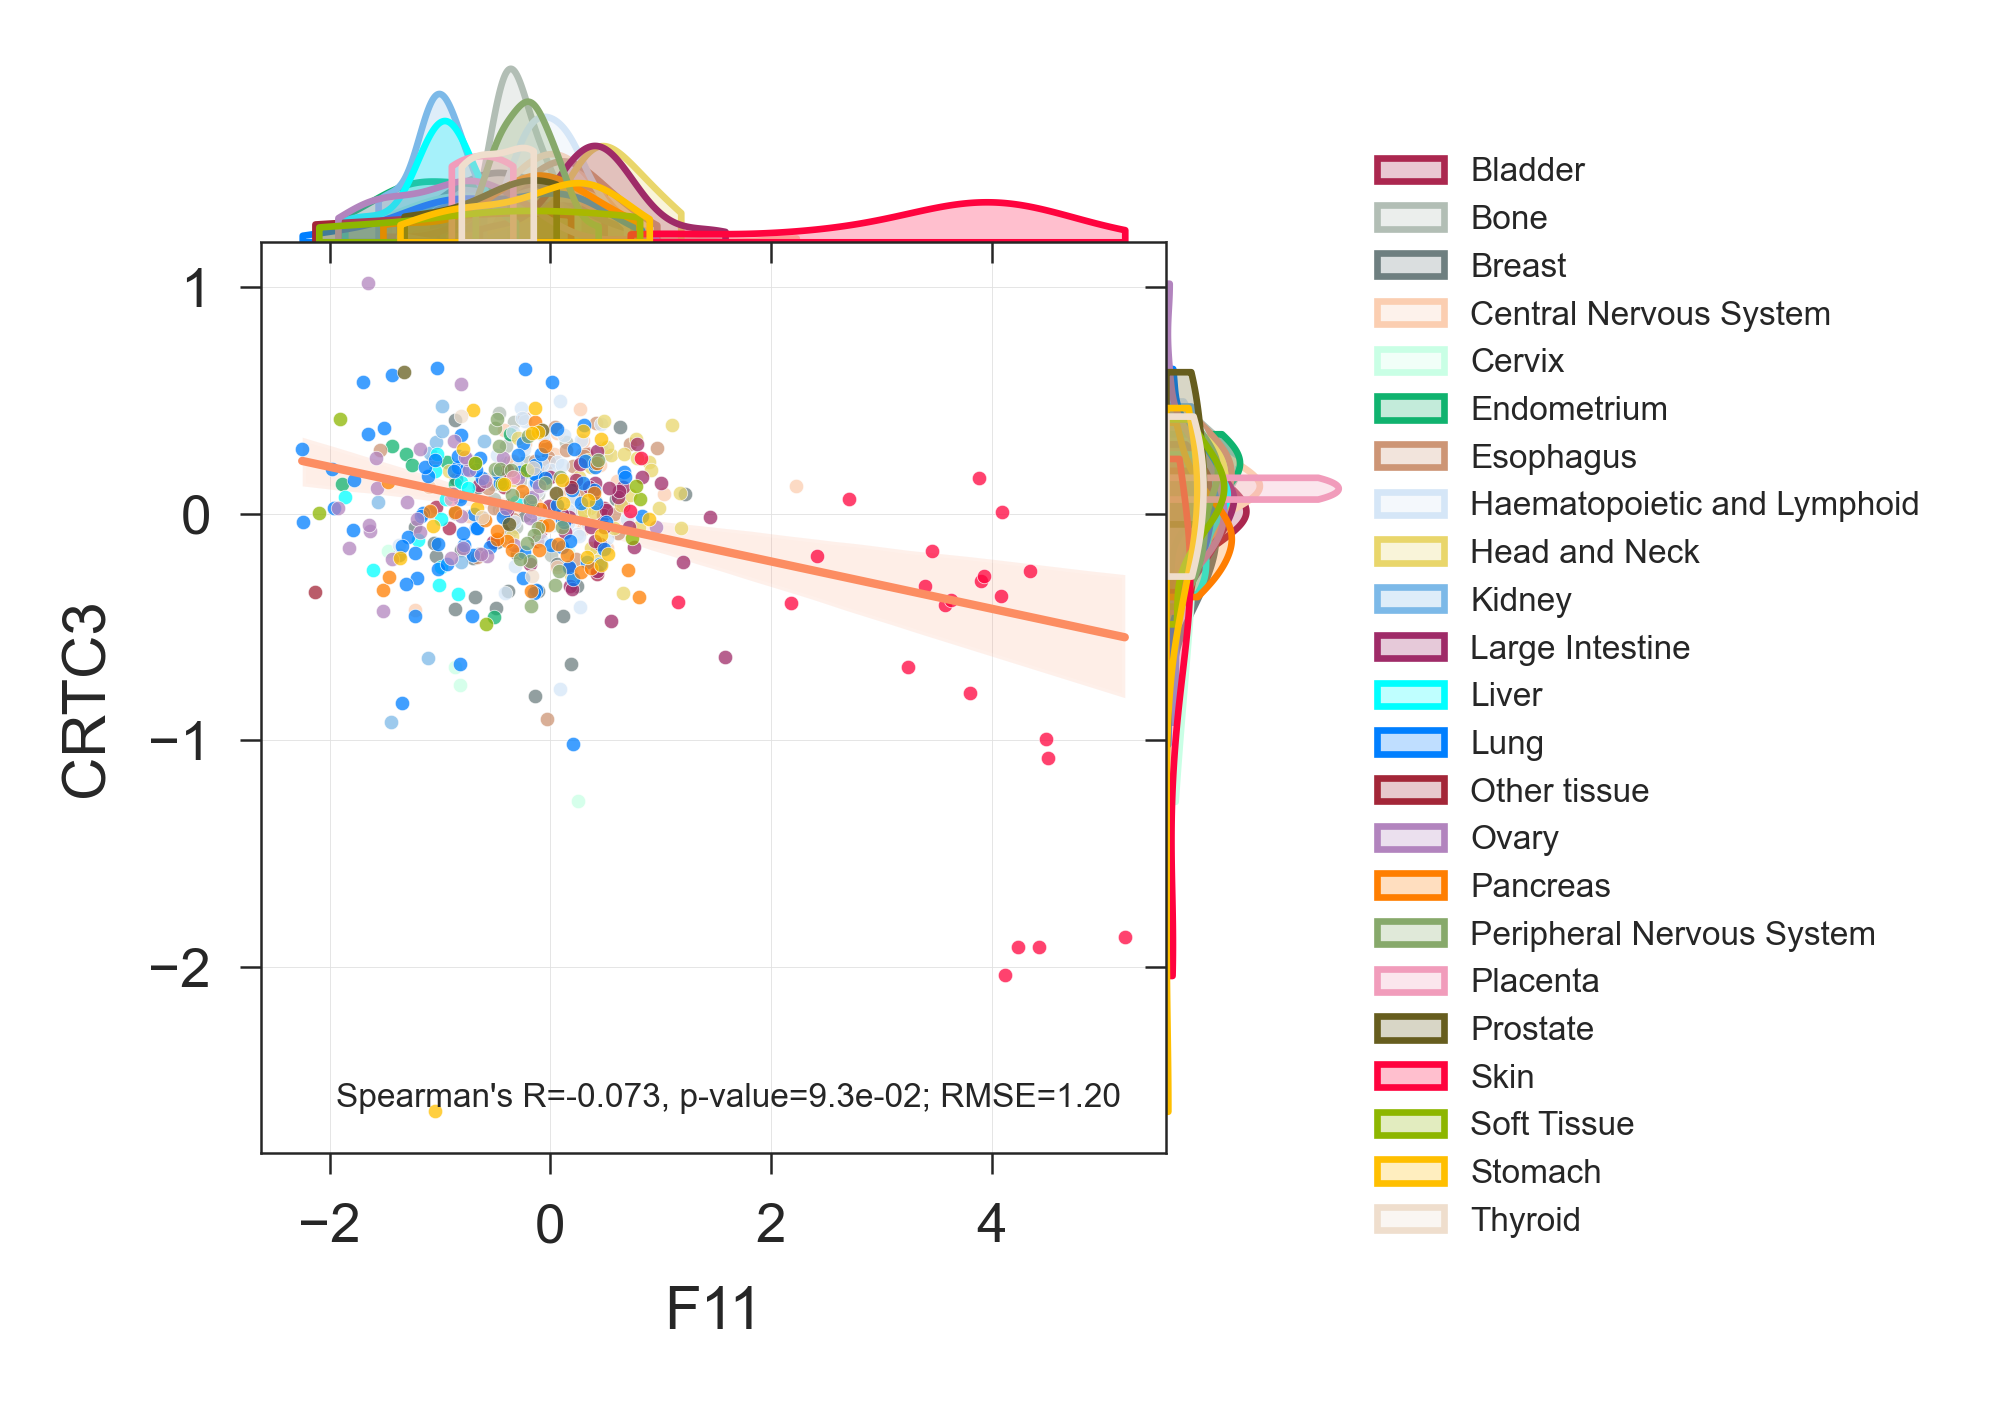 1
0
−1
−2
CRTC3
Spearman's R=-0.073, p-value=9.3e-02; RMSE=1.20
−2
0
2
4
F11
Bladder
Bone
Breast
Central Nervous System
Cervix
Endometrium
Esophagus
Haematopoietic and Lymphoid
Head and Neck
Kidney
Large Intestine
Liver
Lung
Other tissue
Ovary
Pancreas
Peripheral Nervous System
Placenta
Prostate
Skin
Soft Tissue
Stomach
Thyroid